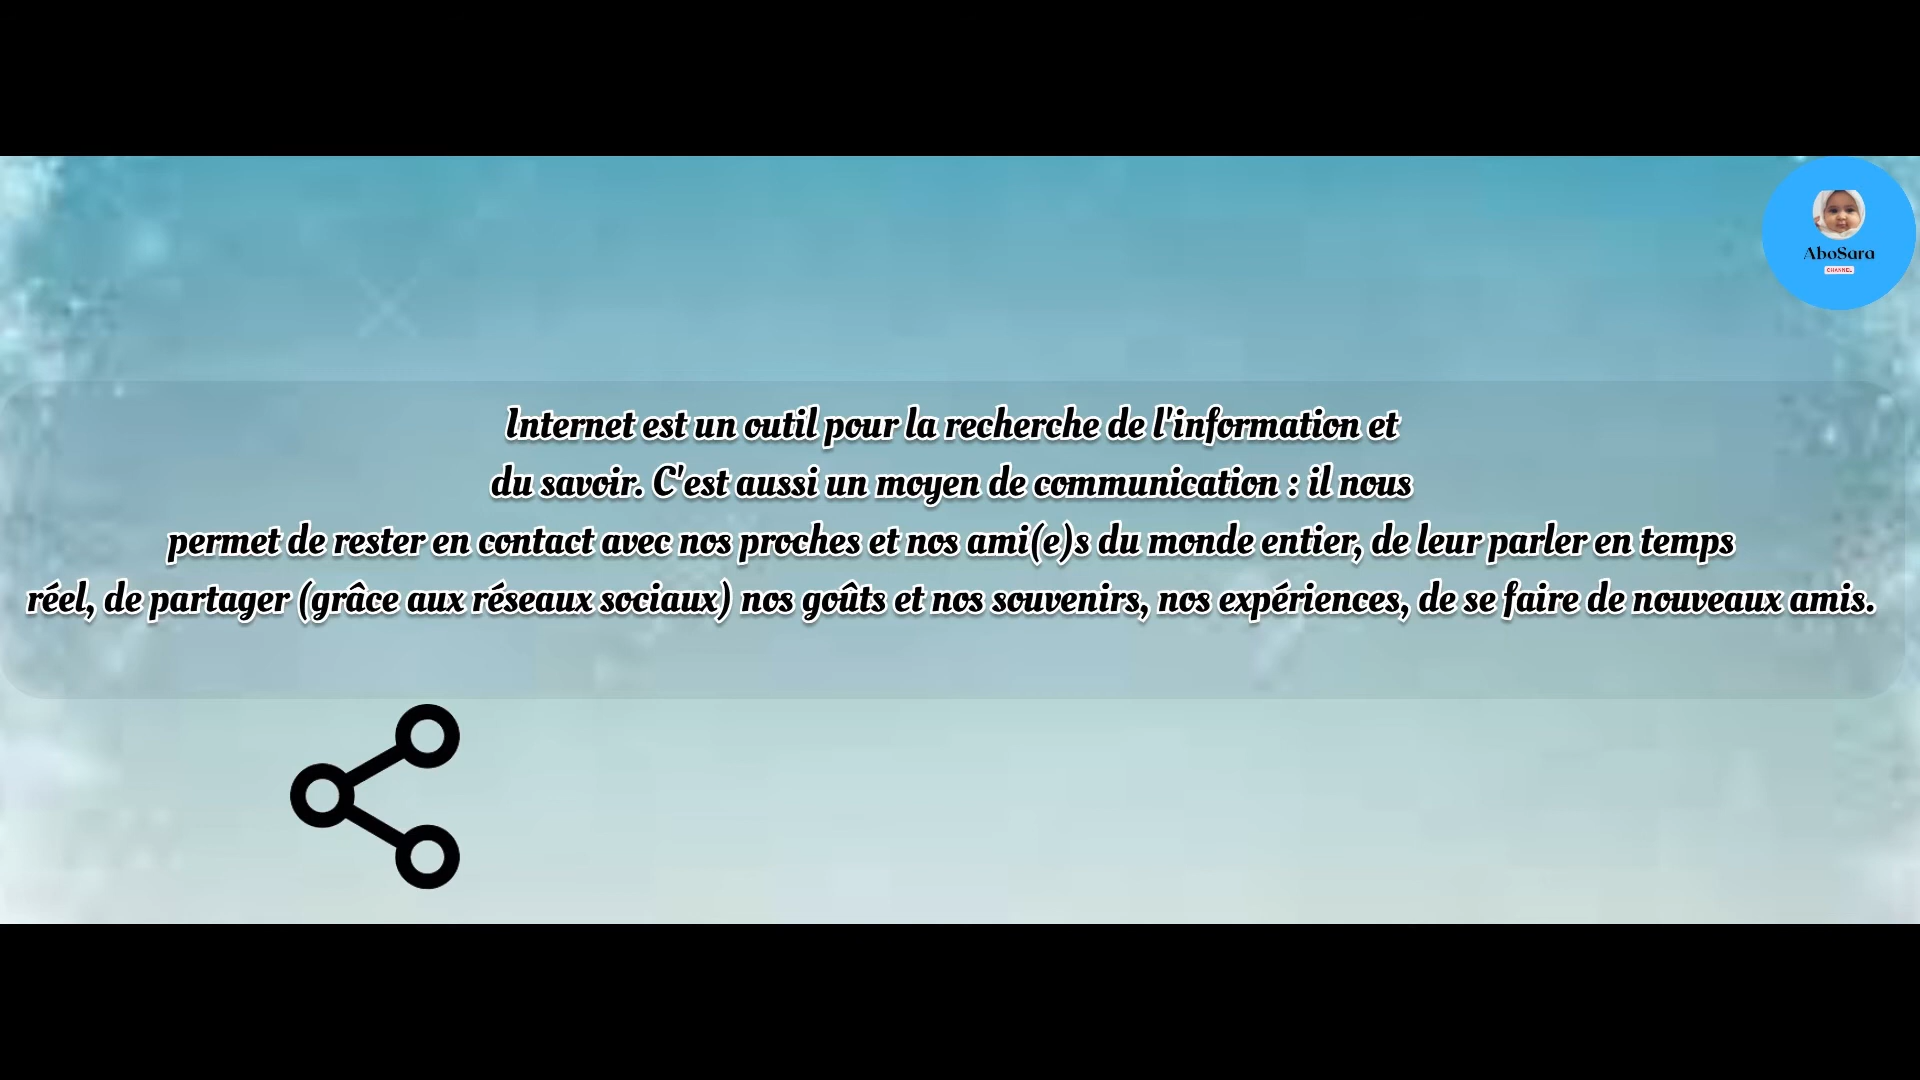 AboSara
CHANNEL
Internet est un outil pour la recherche de l'information et
du savoir. C'est aussi un moyen de communication : il nous
permet de rester en contact avec nos proches et nos ami(e)s du monde entier, de leur parler en temps
réel, de partager (grâce aux réseaux sociaux) nos goûts et nos souvenirs, nos expériences, de se faire de nouveaux amis.